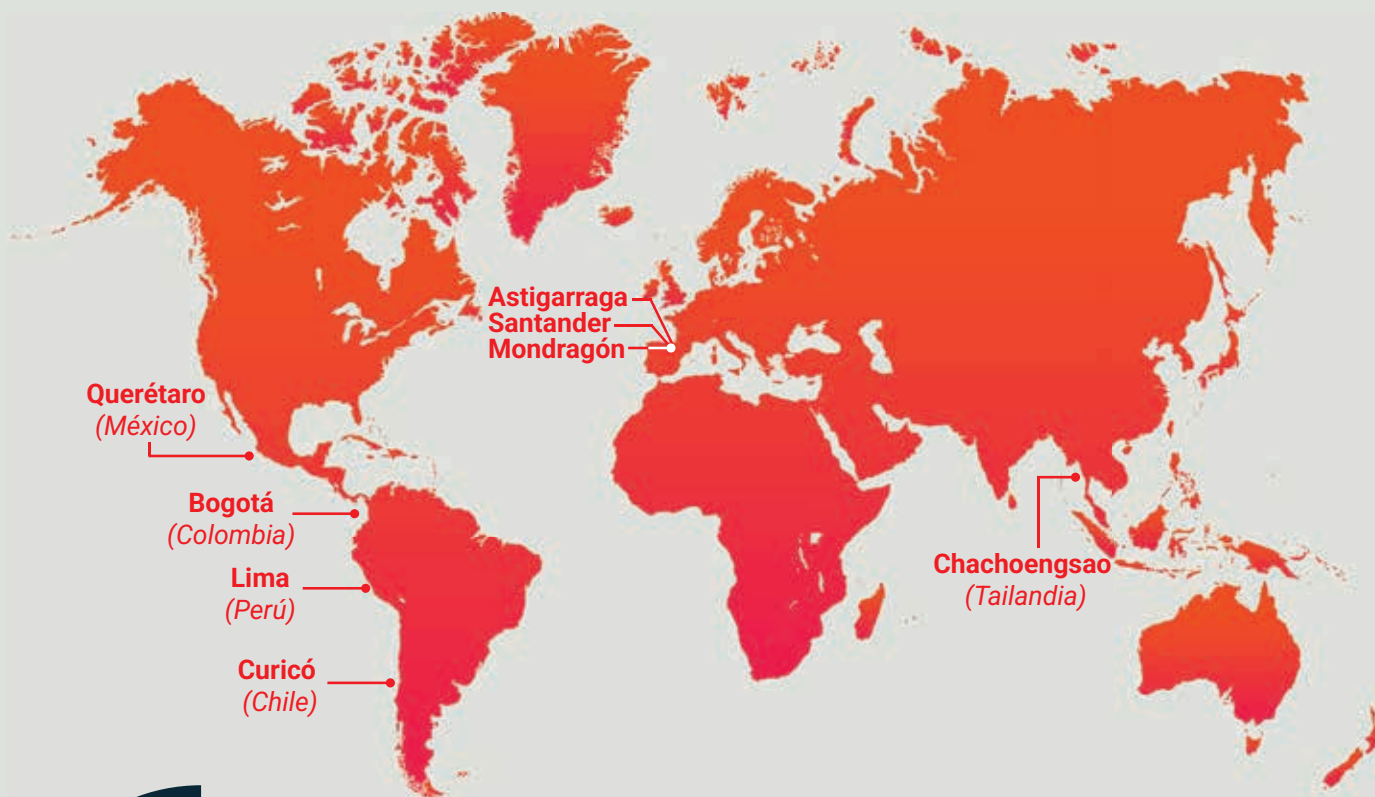 Astigarraga
Santander
Mondragón
Querétaro
(México)
Bogotá
(Colombia)
Lima
(Perú)
Curicó
(Chile)
Chachoengsao
(Tailandia)